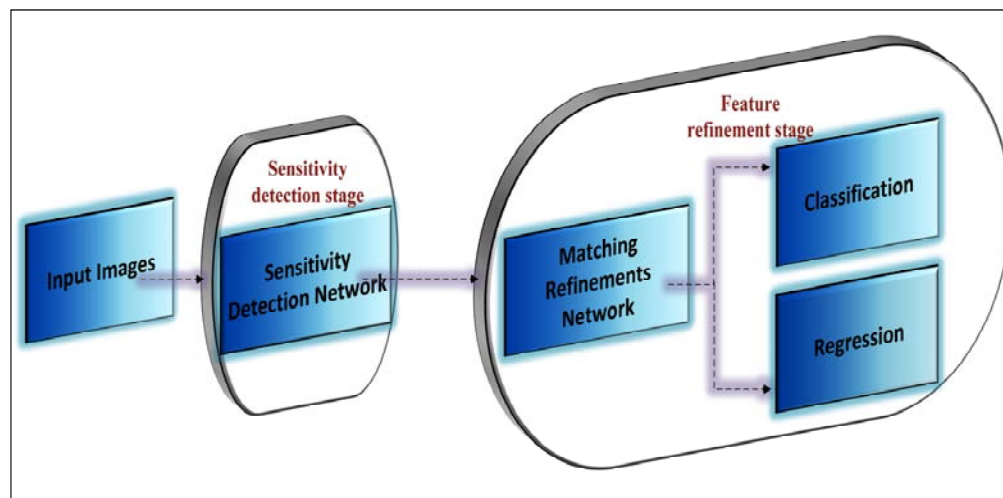 Input Images
Sensitivity
detection stage
Sensitivity
Detection Network
Feature
refinement stage
Matching
Refinements
Network
Classification
Regression